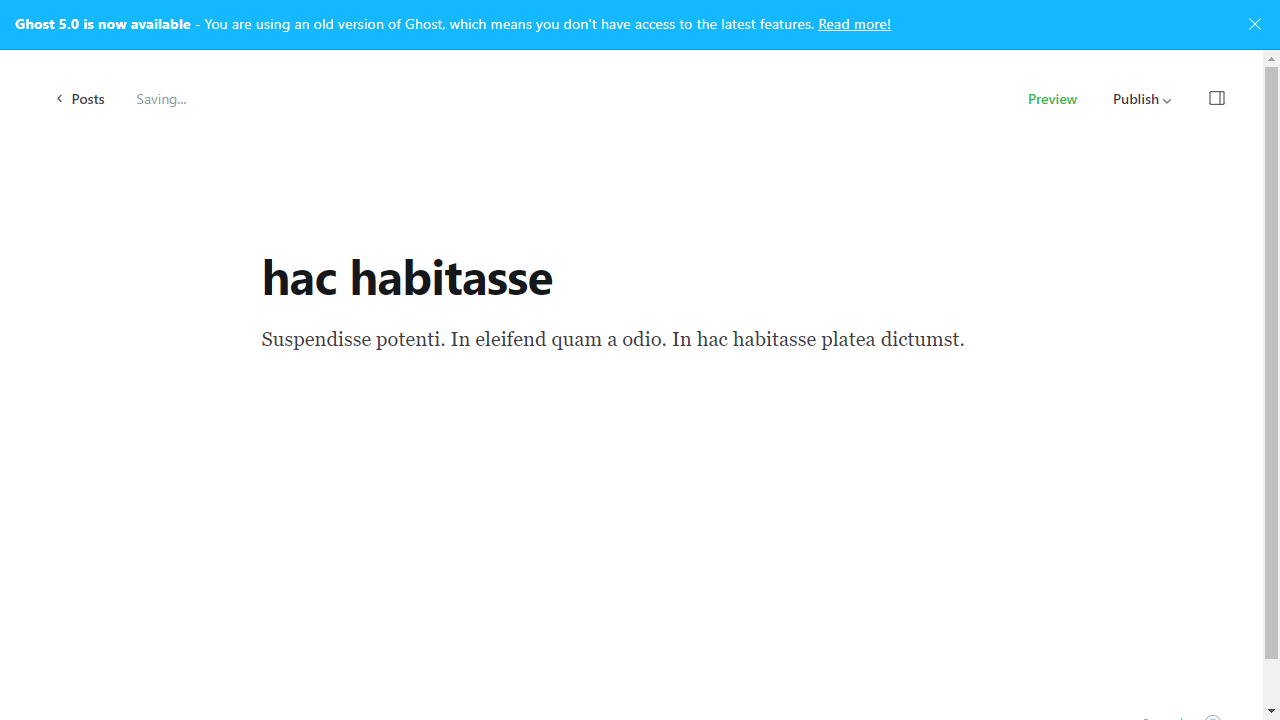 Ghost 5.0 is now available - You are using an old version of Ghost, which means you don't have access to the latest features. Read more!
Posts Saving... Preview Publish
hac habitasse
Suspendisse potenti. In eleifend quam a odio. In hac habitasse platea dictumst.